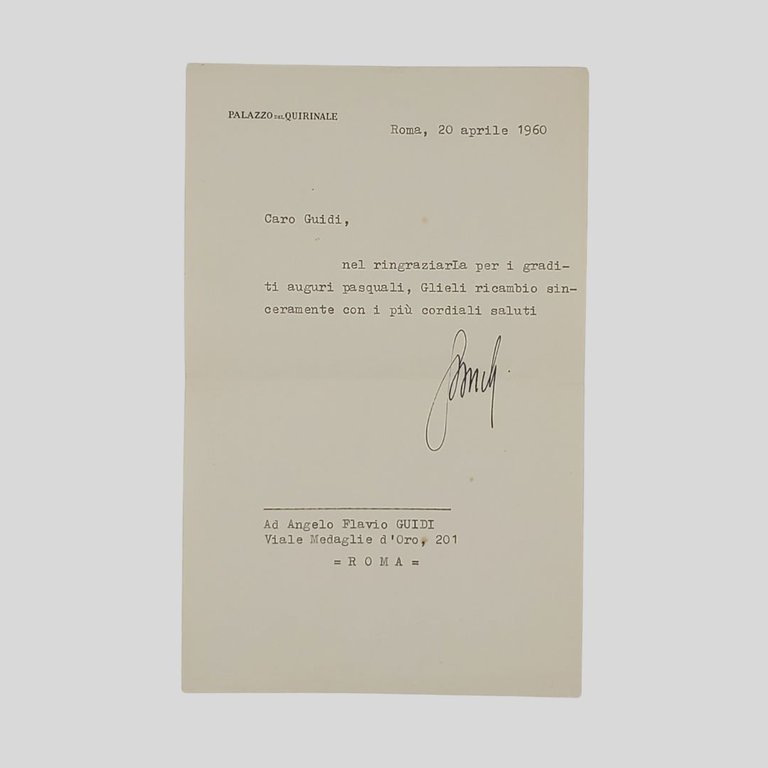 PALAZZO DEL QUIRINALE
Roma, 20 aprile 1960
Caro Guidi,
nel ringraziarLa per i gradi-
ti auguri pasquali, Glieli ricambio sin-
ceramente con i più cordiali saluti
Ad Angelo Flavio GUIDI
Viale Medaglie d'Oro, 201
= R O M A =